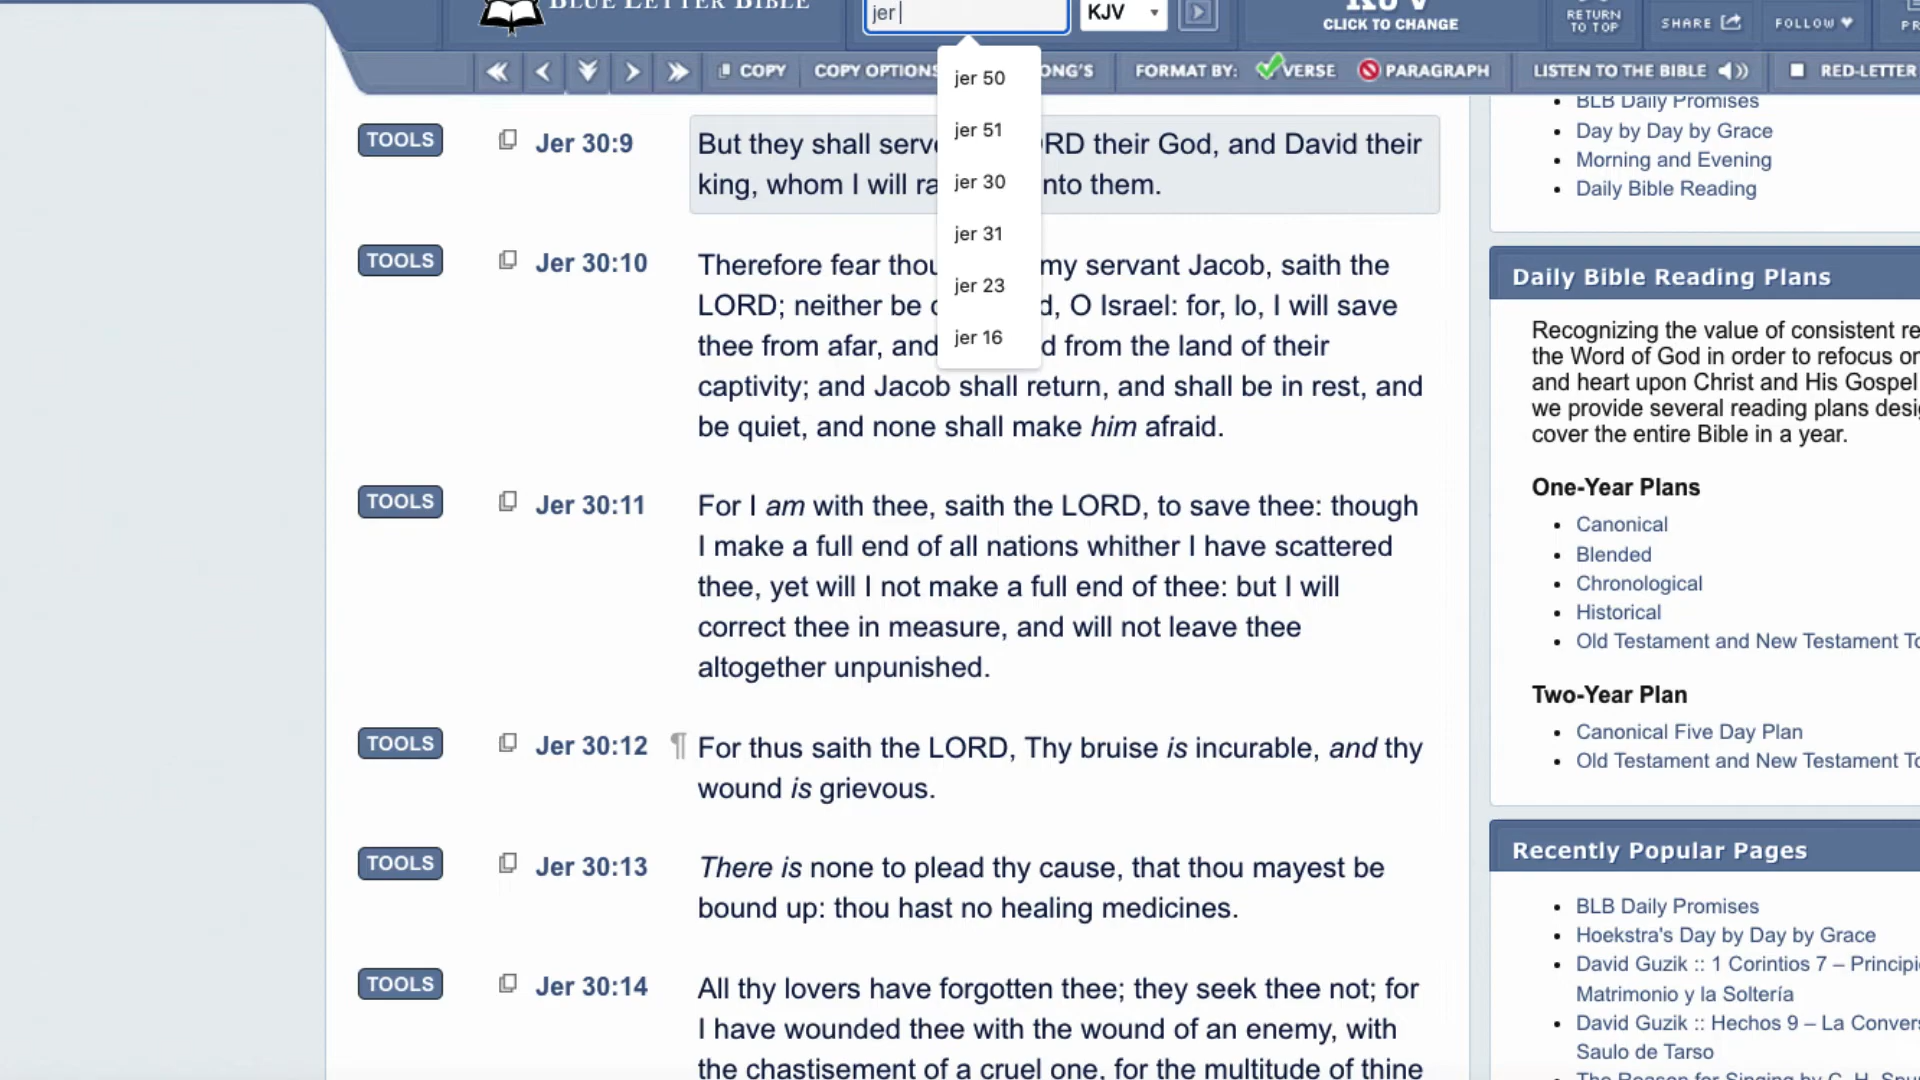 BLUE LETTER BIBLE
jer
KJV
CLICK TO CHANGE
RETURN
TO TOP
SHARE
FOLLOW
COPY
COPY OPTIONS
FORMAT BY:
VERSE
PARAGRAPH
LISTEN TO THE BIBLE
RED-LETTER
jer 50
jer 51
jer 30
jer 31
jer 23
jer 16
TOOLS
Jer 30:9
But they shall serve RD their God, and David their
king, whom I will ra nto them.
TOOLS
Jer 30:10
Therefore fear thou my servant Jacob, saith the
LORD; neither be d, O Israel: for, lo, I will save
thee from afar, and d from the land of their
captivity; and Jacob shall return, and shall be in rest, and
be quiet, and none shall make him afraid.
TOOLS
Jer 30:11
For I am with thee, saith the LORD, to save thee: though
I make a full end of all nations whither I have scattered
thee, yet will I not make a full end of thee: but I will
correct thee in measure, and will not leave thee
altogether unpunished.
TOOLS
Jer 30:12
¶ For thus saith the LORD, Thy bruise is incurable, and thy
wound is grievous.
TOOLS
Jer 30:13
There is none to plead thy cause, that thou mayest be
bound up: thou hast no healing medicines.
TOOLS
Jer 30:14
All thy lovers have forgotten thee; they seek thee not; for
I have wounded thee with the wound of an enemy, with
the chastisement of a cruel one, for the multitude of thine
BLB Daily Promises
Day by Day by Grace
Morning and Evening
Daily Bible Reading
Daily Bible Reading Plans
Recognizing the value of consistent re
the Word of God in order to refocus on
and heart upon Christ and His Gospel
we provide several reading plans desig
cover the entire Bible in a year.
One-Year Plans
Canonical
Blended
Chronological
Historical
Old Testament and New Testament To
Two-Year Plan
Canonical Five Day Plan
Old Testament and New Testament To
Recently Popular Pages
BLB Daily Promises
Hoekstra's Day by Day by Grace
David Guzik :: 1 Corintios 7 – Principi
Matrimonio y la Soltería
David Guzik :: Hechos 9 – La Convers
Saulo de Tarso